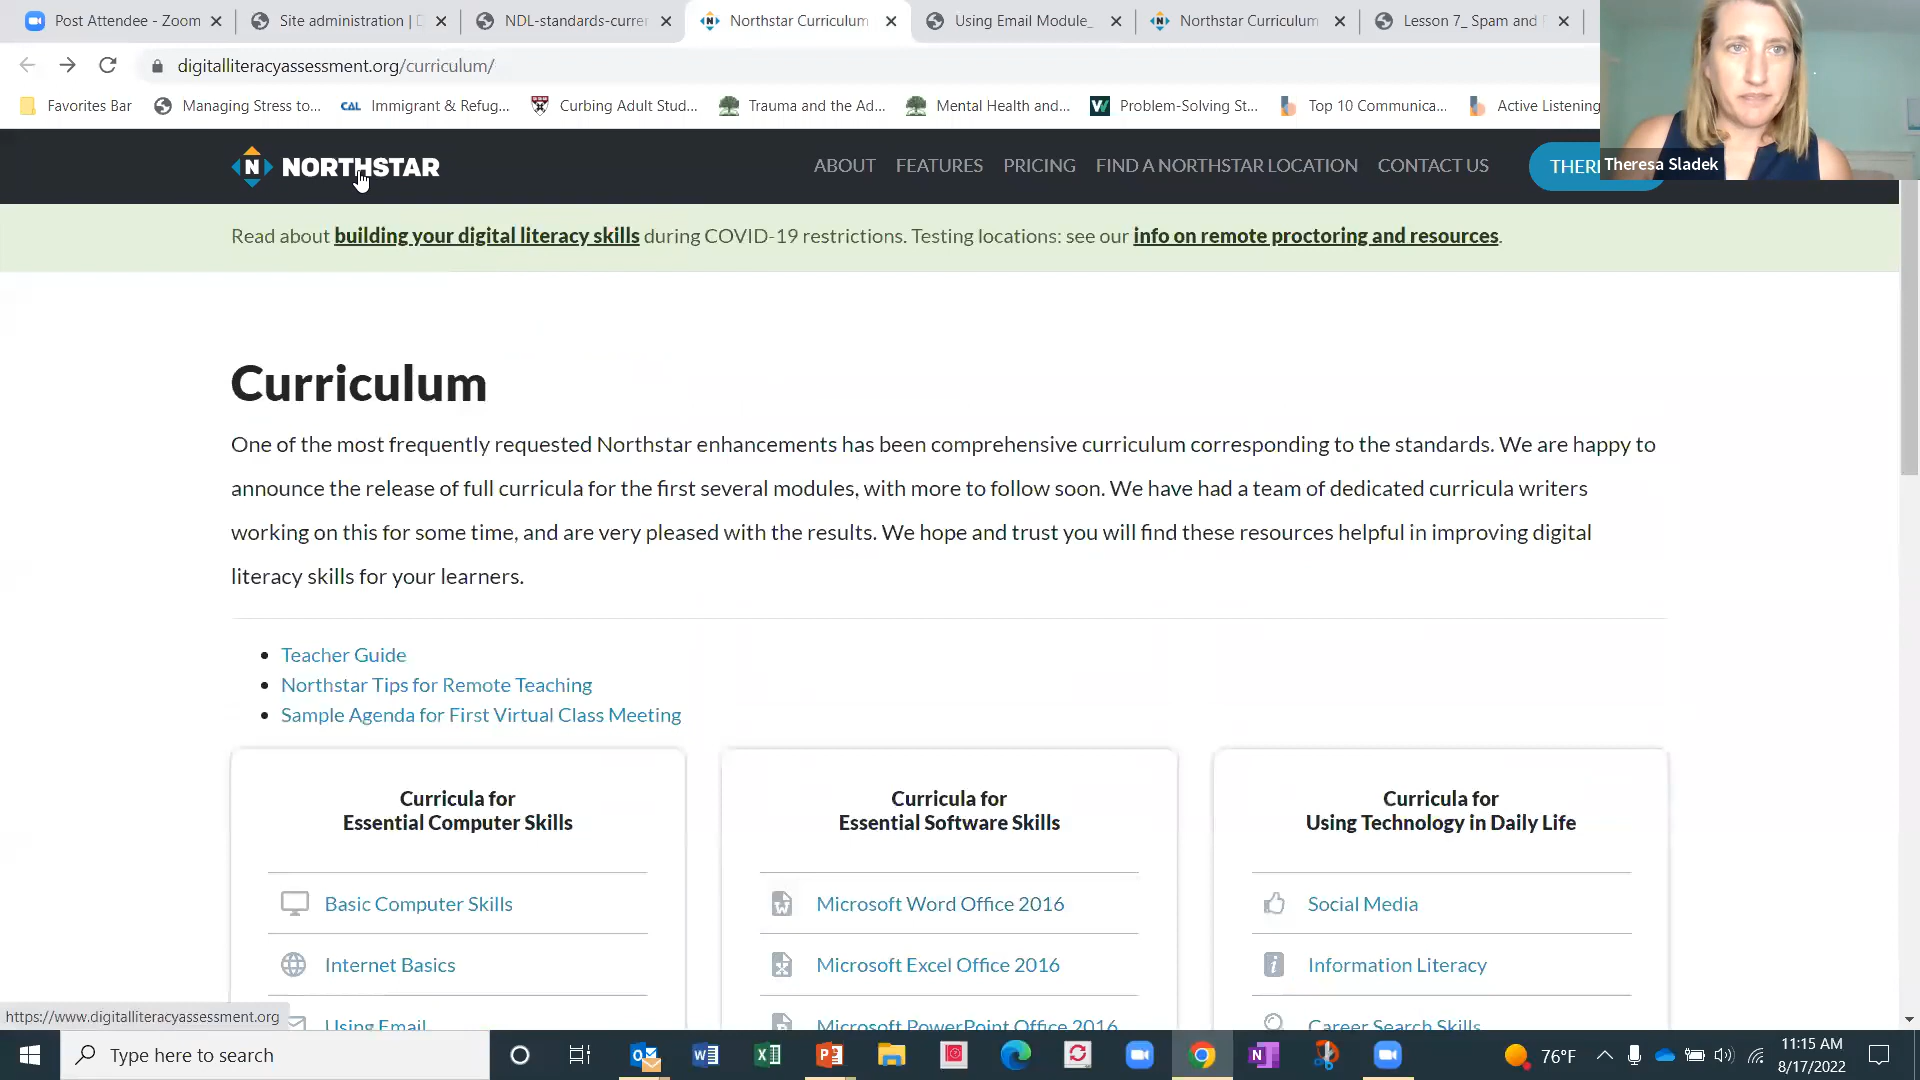 Post Attendee - Zoom
Site administration |
NDL-standards-curre
Northstar Curriculum
Using Email Module_
Northstar Curriculum
Lesson 7_ Spam and
digitalliteracyassessment.org/curriculum/
Favorites Bar
Managing Stress to...
CAL Immigrant & Refug...
Curbing Adult Stud...
Trauma and the Ad...
Mental Health and...
Problem-Solving St...
Top 10 Communica...
Active Listening
N NORTHSTAR
ABOUT
FEATURES
PRICING
FIND A NORTHSTAR LOCATION
CONTACT US
THER
Theresa Sladek
Read about building your digital literacy skills during COVID-19 restrictions. Testing locations: see our info on remote proctoring and resources.
Curriculum
One of the most frequently requested Northstar enhancements has been comprehensive curriculum corresponding to the standards. We are happy to
announce the release of full curricula for the first several modules, with more to follow soon. We have had a team of dedicated curricula writers
working on this for some time, and are very pleased with the results. We hope and trust you will find these resources helpful in improving digital
literacy skills for your learners.
Teacher Guide
Northstar Tips for Remote Teaching
Sample Agenda for First Virtual Class Meeting
Curricula for
Essential Computer Skills
Basic Computer Skills
Internet Basics
Using Email
Curricula for
Essential Software Skills
Microsoft Word Office 2016
Microsoft Excel Office 2016
Microsoft PowerPoint Office 2016
Curricula for
Using Technology in Daily Life
Social Media
Information Literacy
Career Search Skills
https://www.digitalliteracyassessment.org
Type here to search
76°F
11:15 AM
8/17/2022